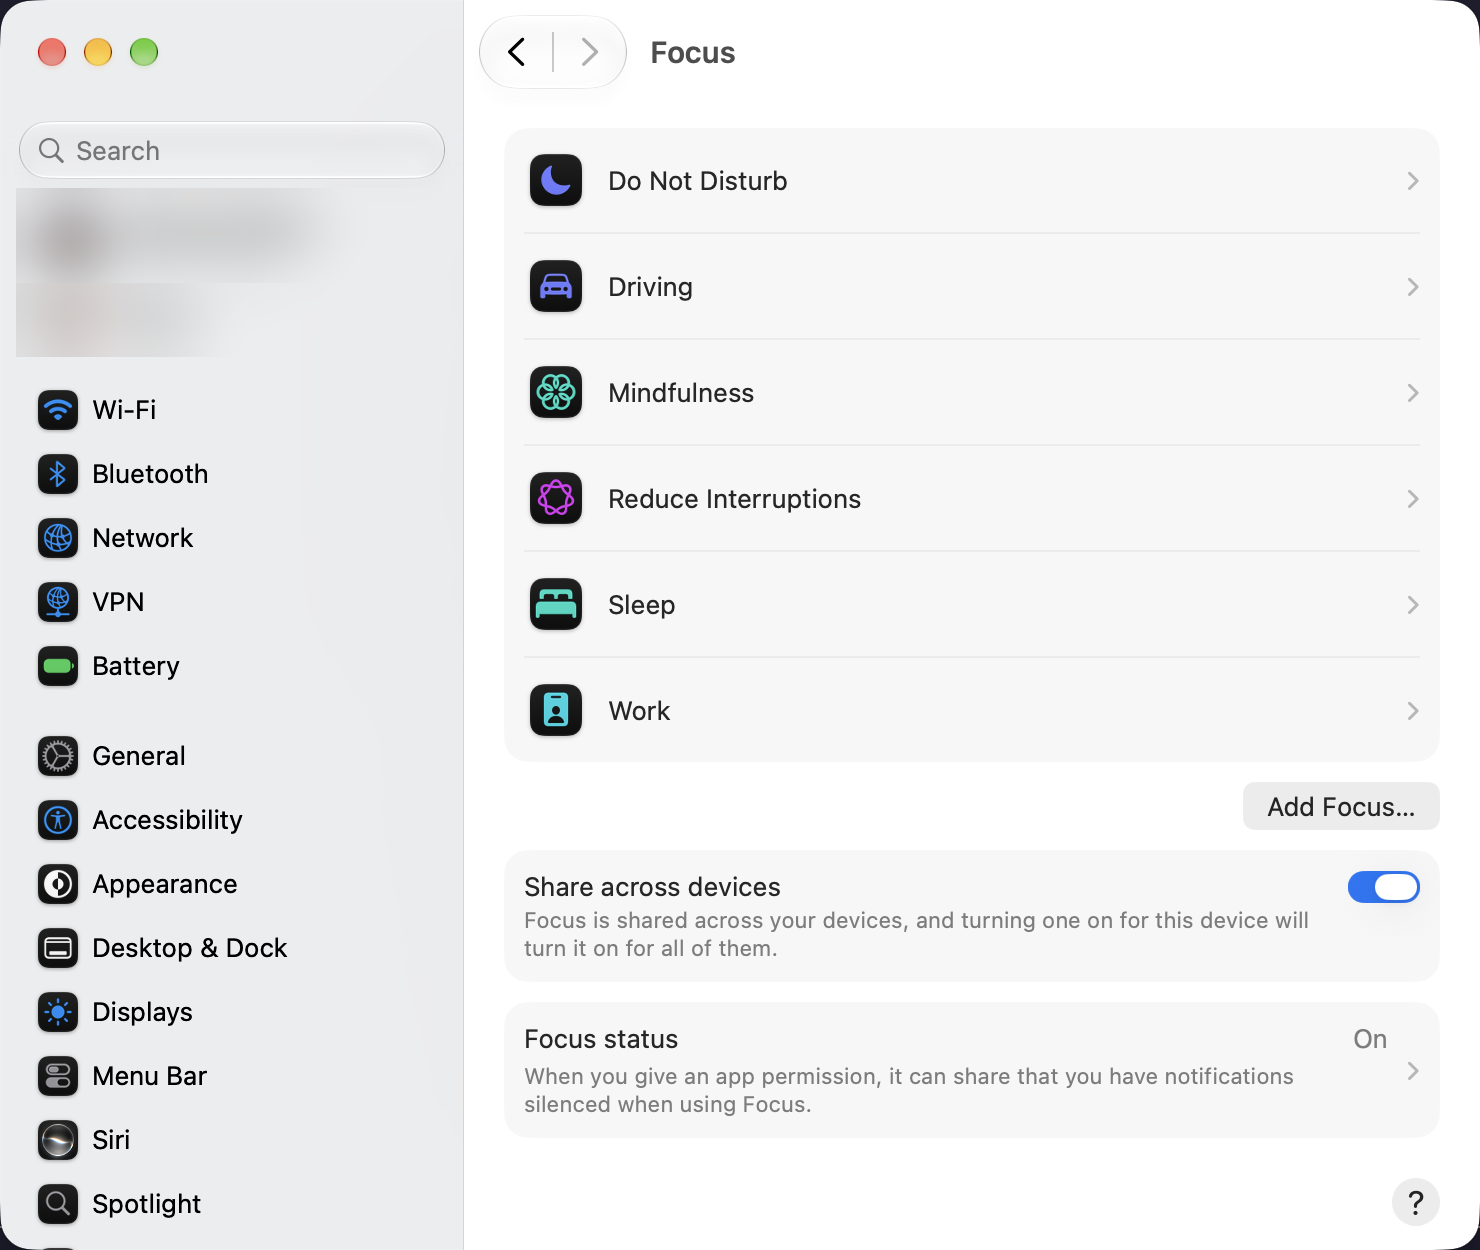 Search
Wi-Fi
Bluetooth
Network
VPN
Battery
General
Accessibility
Appearance
Desktop & Dock
Displays
Menu Bar
Siri
Spotlight
Focus
Do Not Disturb
Driving
Mindfulness
Reduce Interruptions
Sleep
Work
Add Focus...
Share across devices
Focus is shared across your devices, and turning one on for this device will
turn it on for all of them.
Focus status
On
When you give an app permission, it can share that you have notifications
silenced when using Focus.
?